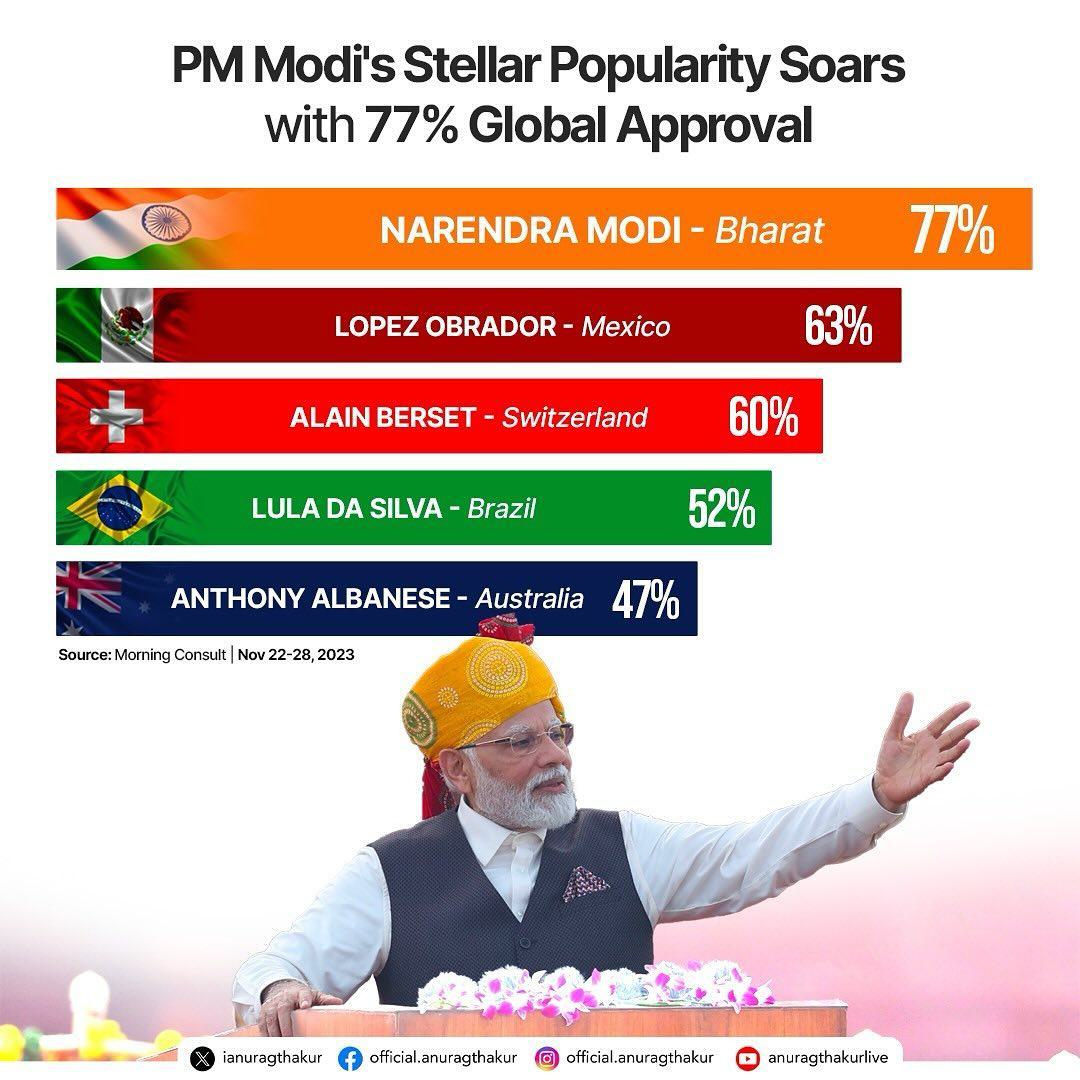 PM Modi's Stellar Popularity Soars
with 77% Global Approval
NARENDRA MODI - Bharat 77%
LOPEZ OBRADOR - Mexico 63%
ALAIN BERSET - Switzerland 60%
LULA DA SILVA - Brazil 52%
ANTHONY ALBANESE - Australia 47%
Source: Morning Consult | Nov 22-28, 2023
ianuragthakur official.anuragthakur official.anuragthakur anuragthakurlive